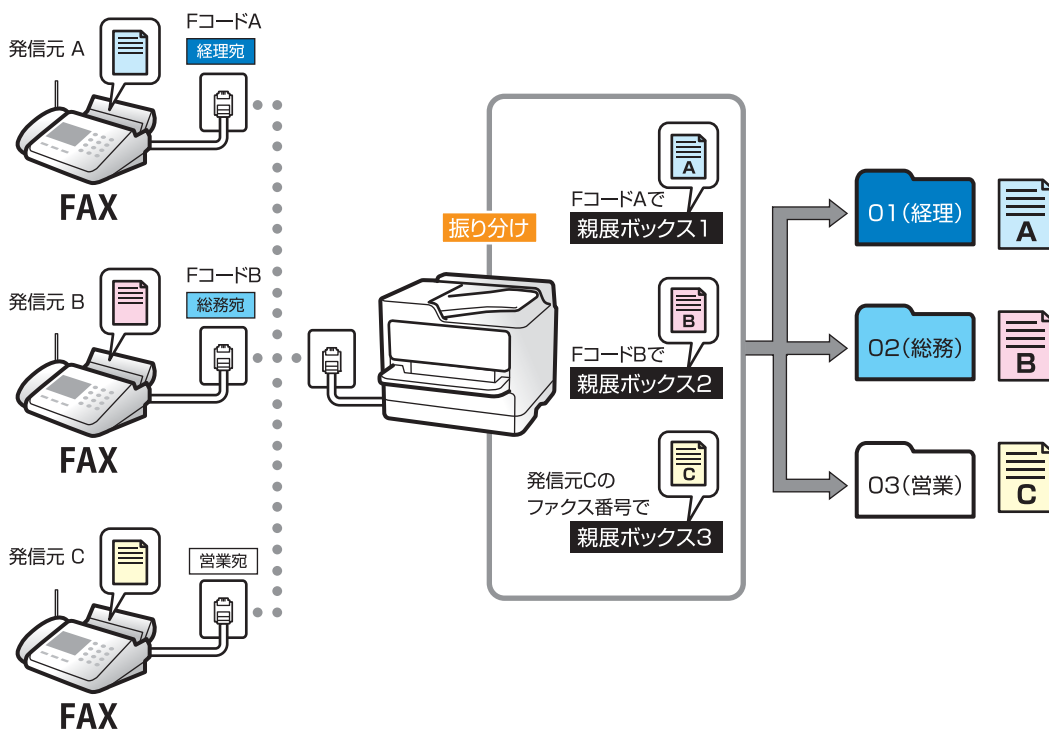 発信元 A
FコードA
経理宛
FAX
発信元 B
FコードB
総務宛
FAX
発信元 C
営業宛
FAX
振り分け
A
FコードAで
親展ボックス1
B
FコードBで
親展ボックス2
C
発信元Cの
ファクス番号で
親展ボックス3
01(経理)
A
02(総務)
B
03(営業)
C